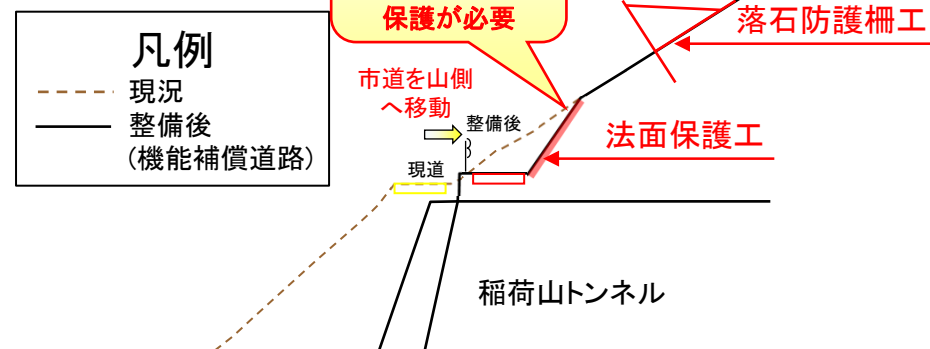 保護が必要
落石防護柵工
凡例
現況
整備後
(機能補償道路)
市道を山側
へ移動
整備後
法面保護工
現道
稲荷山トンネル